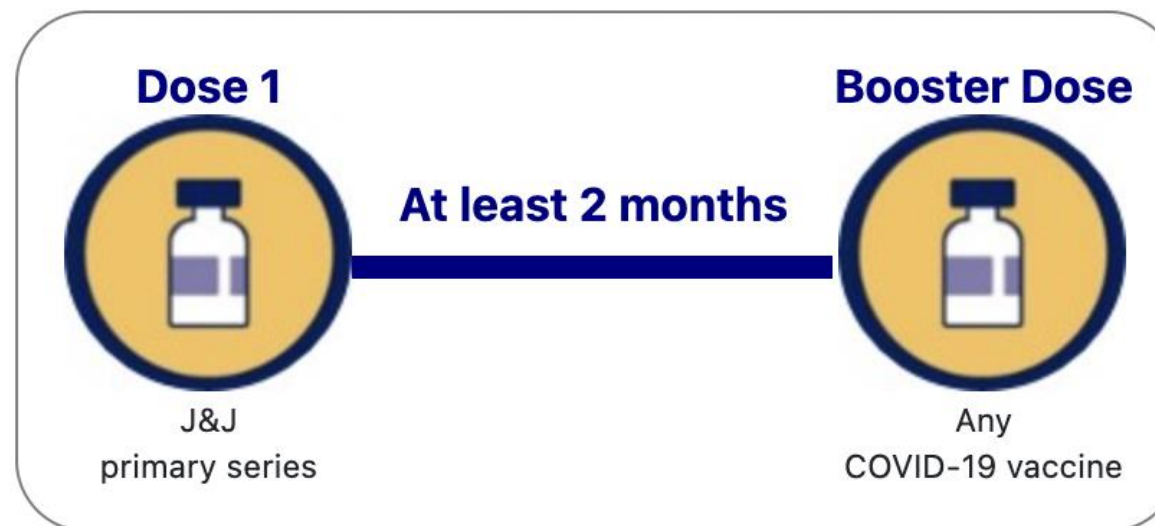 Dose 1
Booster Dose
At least 2 months
J&J
primary series
Any
COVID-19 vaccine